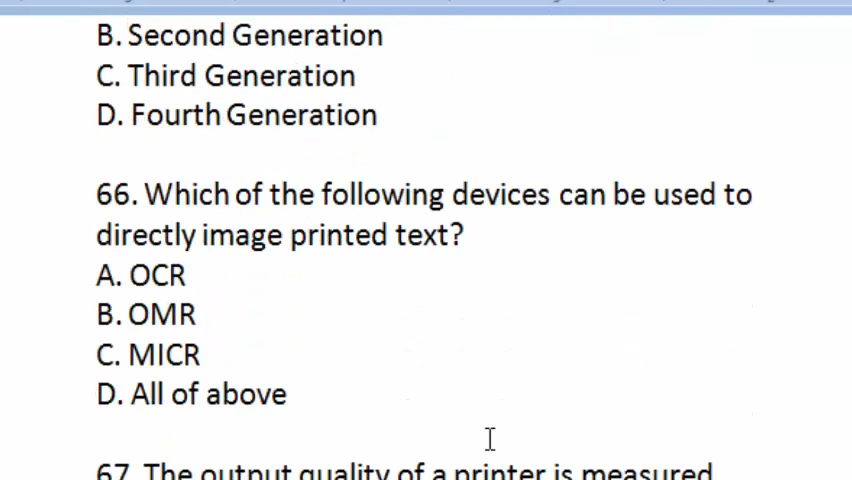 B. Second Generation
C. Third Generation
D. Fourth Generation
66. Which of the following devices can be used to
directly image printed text?
A. OCR
B. OMR
C. MICR
D. All of above
67. The output quality of a printer is measured